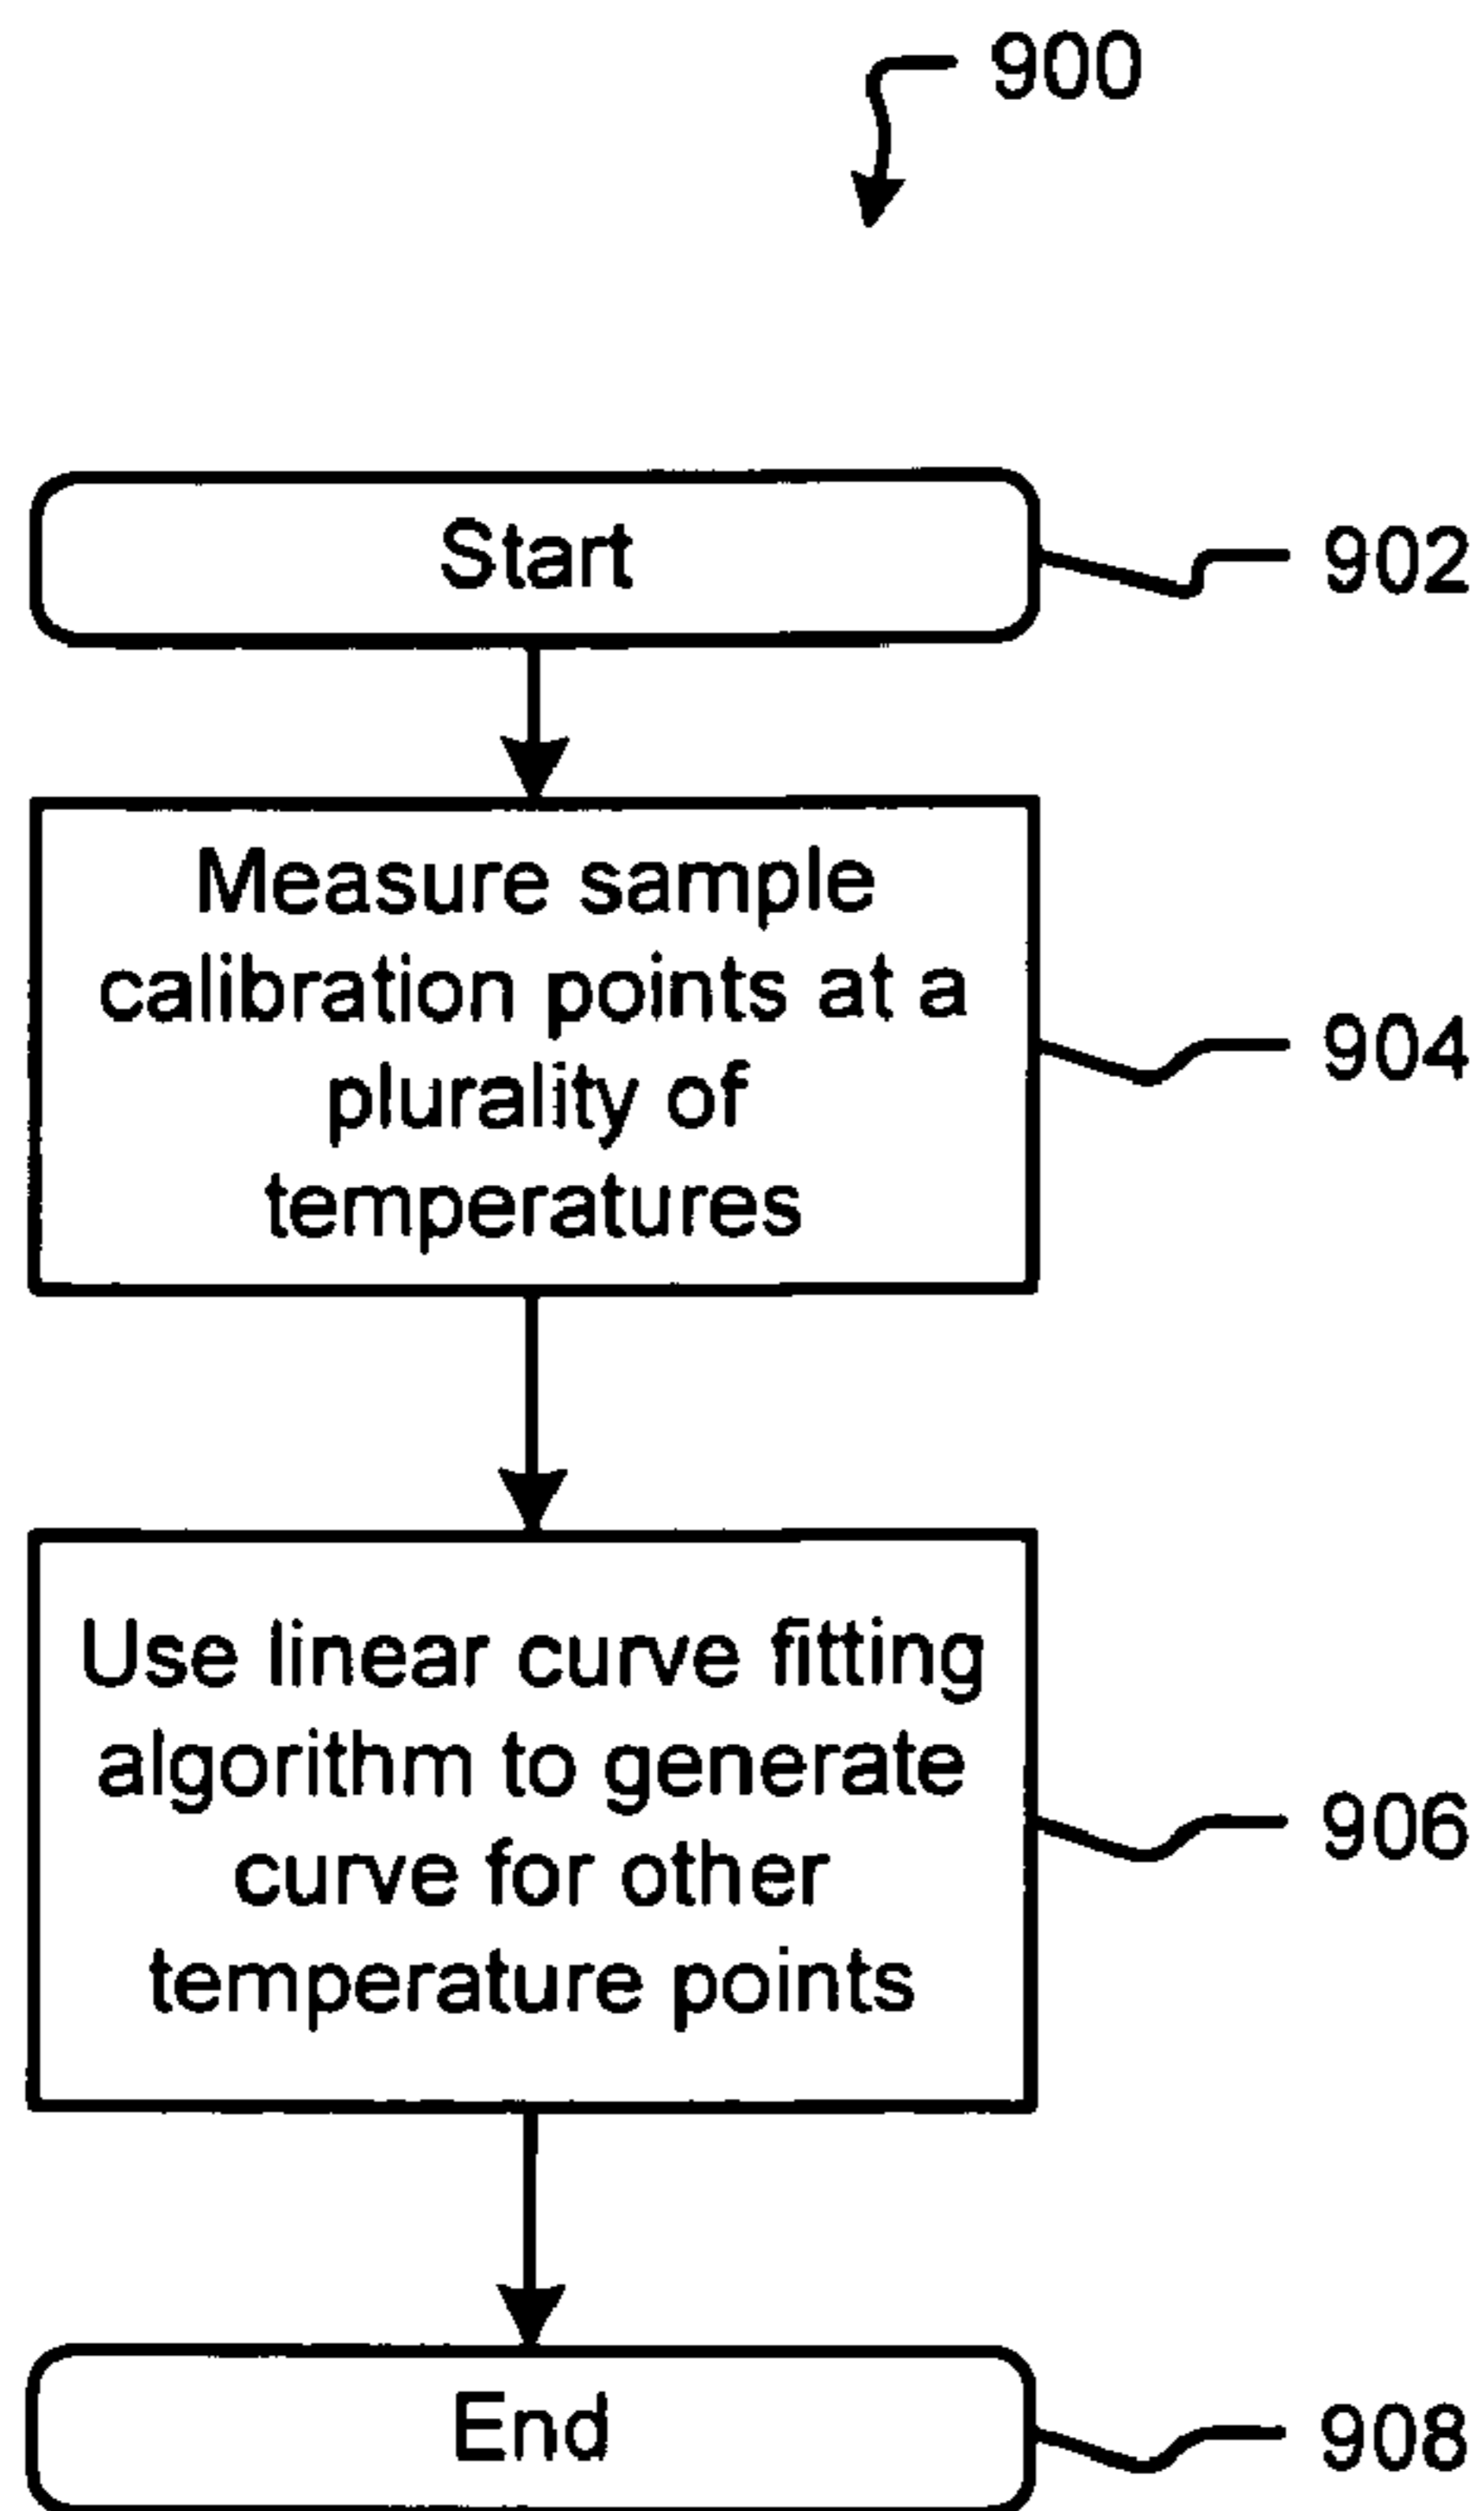 900
Start
902
Measure sample
calibration points at a
plurality of
temperatures
904
Use linear curve fitting
algorithm to generate
curve for other
temperature points
906
End
908